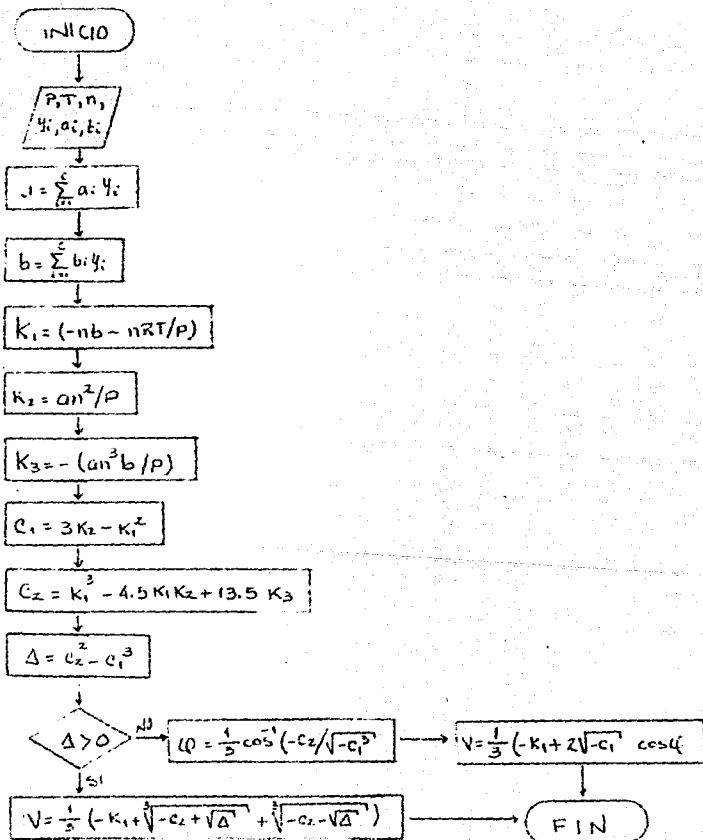 INICIO
P,T,n,
yi,ai,bi
a = Σ ai yi
b = Σ bi yi
K₁ = (-nb - nRT/P)
K₂ = an²/P
K₃ = - (an³b/P)
C₁ = 3K₂ - K₁²
C₂ = K₁³ - 4.5 K₁K₂ + 13.5 K₃
Δ = C₂² - C₁³
Δ > 0
NO
φ = 1/3 cos⁻¹ (-C₂/√-C₁³
V = 1/3 (-K₁ + 2√-C₁ cosφ
SI
V = 1/3 (-K₁ + ∛-C₂ + √Δ + ∛-C₂ - √Δ)
FIN